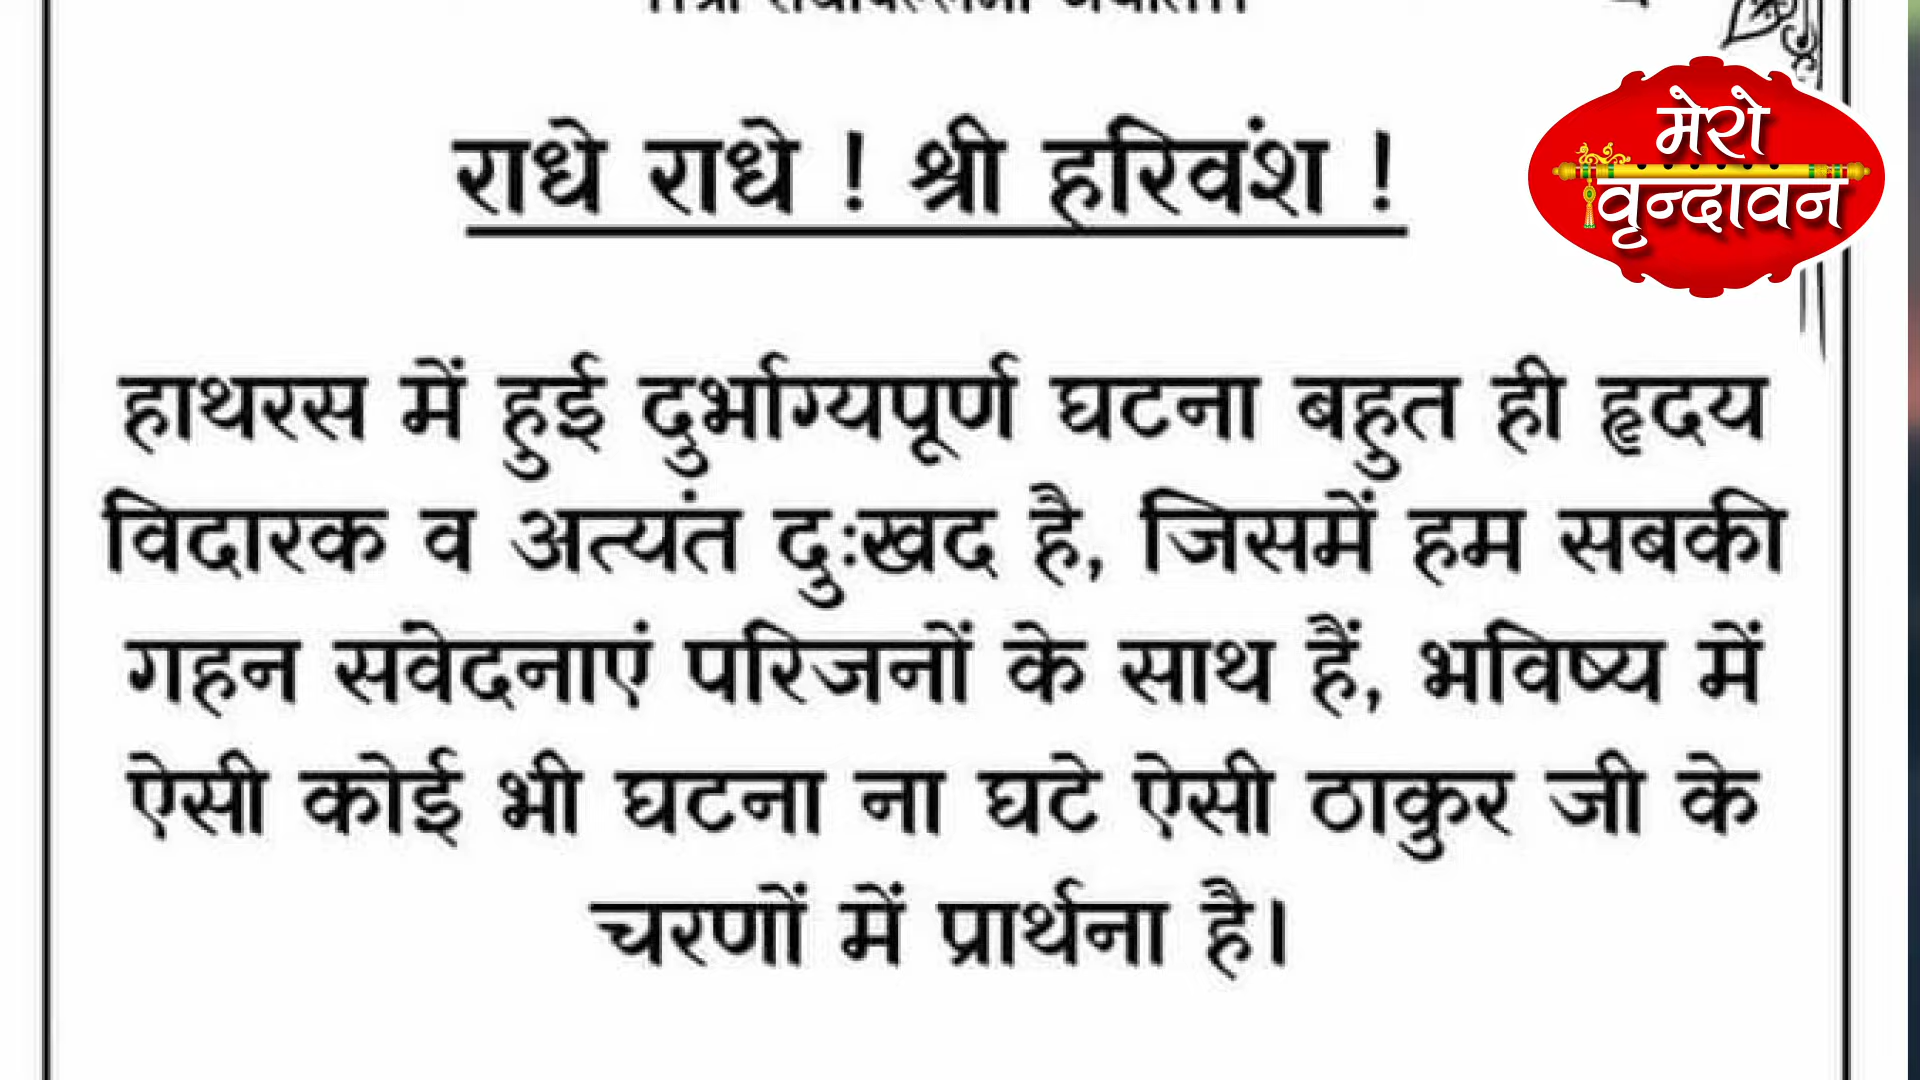 राधे राधे ! श्री हरिवंश !
मेरो
वृन्दावन
हाथरस में हुई दुर्भाग्यपूर्ण घटना बहुत ही हृदय
विदारक व अत्यंत दुःखद है, जिसमें हम सबकी
गहन संवेदनाएं परिजनों के साथ हैं, भविष्य में
ऐसी कोई भी घटना ना घटे ऐसी ठाकुर जी के
चरणों में प्रार्थना है।